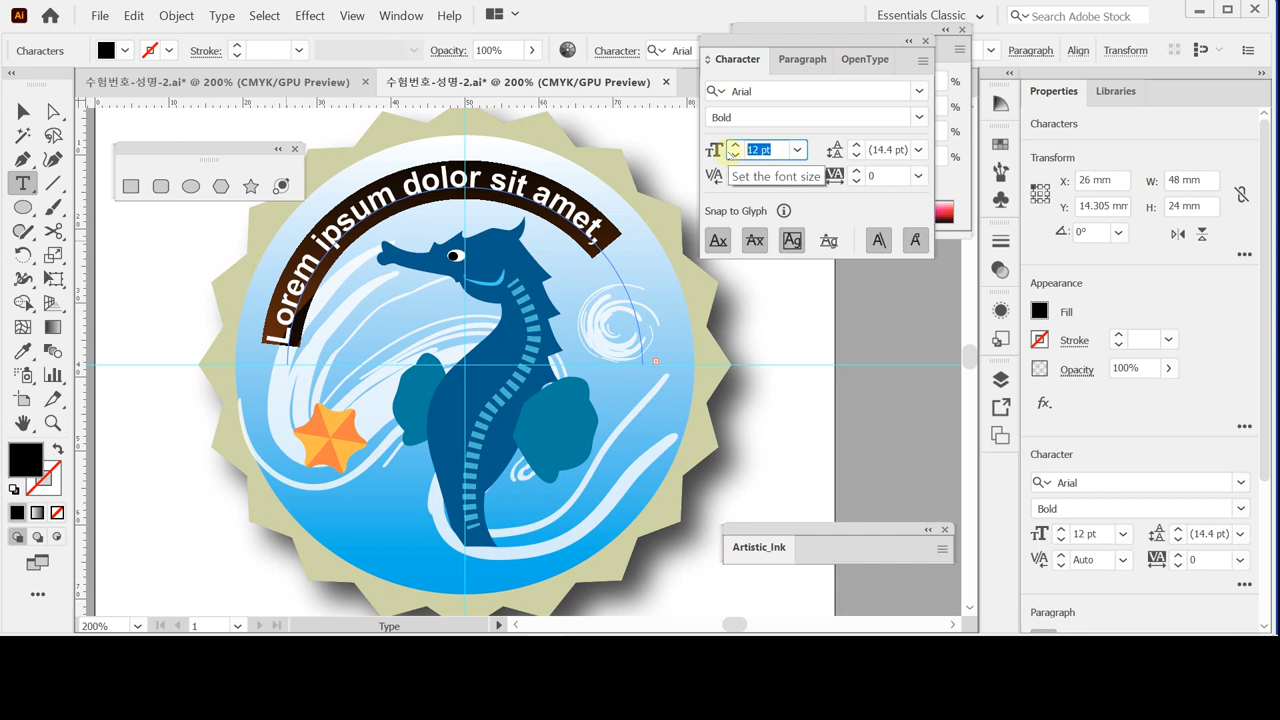 Ai
File Edit Object Type Select Effect View Window Help
Essentials Classic
Search Adobe Stock
Characters
Stroke:
Opacity: 100%
Character:
Arial
Paragraph
Align
Transform
수험번호-성명-2.ai* @ 200% (CMYK/GPU Preview) ×
수험번호-성명-2.ai* @ 200% (CMYK/GPU Preview) ×
Character Paragraph OpenType
Arial
Bold
12 pt (14.4 pt)
Set the font size
0
Snap to Glyph
Lorem ipsum dolor sit amet,
Artistic_Ink
Properties Libraries
Characters
Transform
X: 26 mm W: 48 mm
Y: 14.305 mm H: 24 mm
0°
Appearance
Fill
Stroke
Opacity 100%
fx.
Character
Arial
Bold
12 pt (14.4 pt)
Auto 0
Paragraph
200% 1 Type